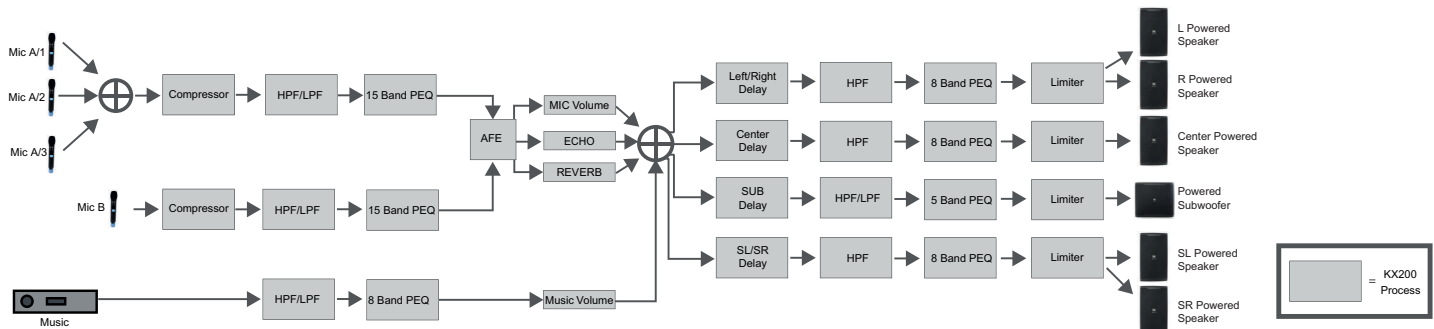 Mic A/1
Mic A/2
Mic A/3
Compressor
HPF/LPF
15 Band PEQ
Mic B
Compressor
HPF/LPF
15 Band PEQ
AFE
MIC Volume
ECHO
REVERB
Music
HPF/LPF
8 Band PEQ
Music Volume
Left/Right
Delay
HPF
8 Band PEQ
Limiter
L Powered
Speaker
R Powered
Speaker
Center
Delay
HPF
8 Band PEQ
Limiter
Center Powered
Speaker
SUB
Delay
HPF/LPF
5 Band PEQ
Limiter
Powered
Subwoofer
SL/SR
Delay
HPF
8 Band PEQ
Limiter
SL Powered
Speaker
SR Powered
Speaker
= KX200
Process